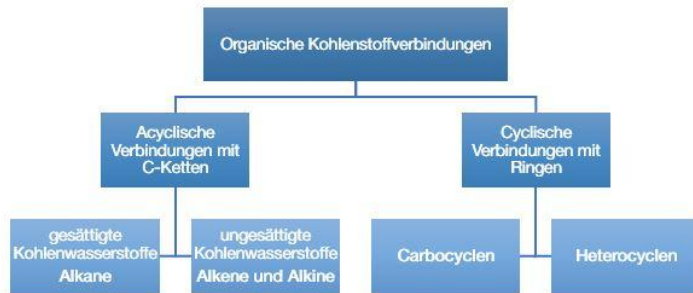 Organische Kohlenstoffverbindungen
Acyclische
Verbindungen mit
C-Ketten
Cyclische
Verbindungen mit
Ringen
gesättigte
Kohlenwasserstoffe
Alkane
ungesättigte
Kohlenwasserstoffe
Alkene und Alkine
Carbocyclen
Heterocyclen